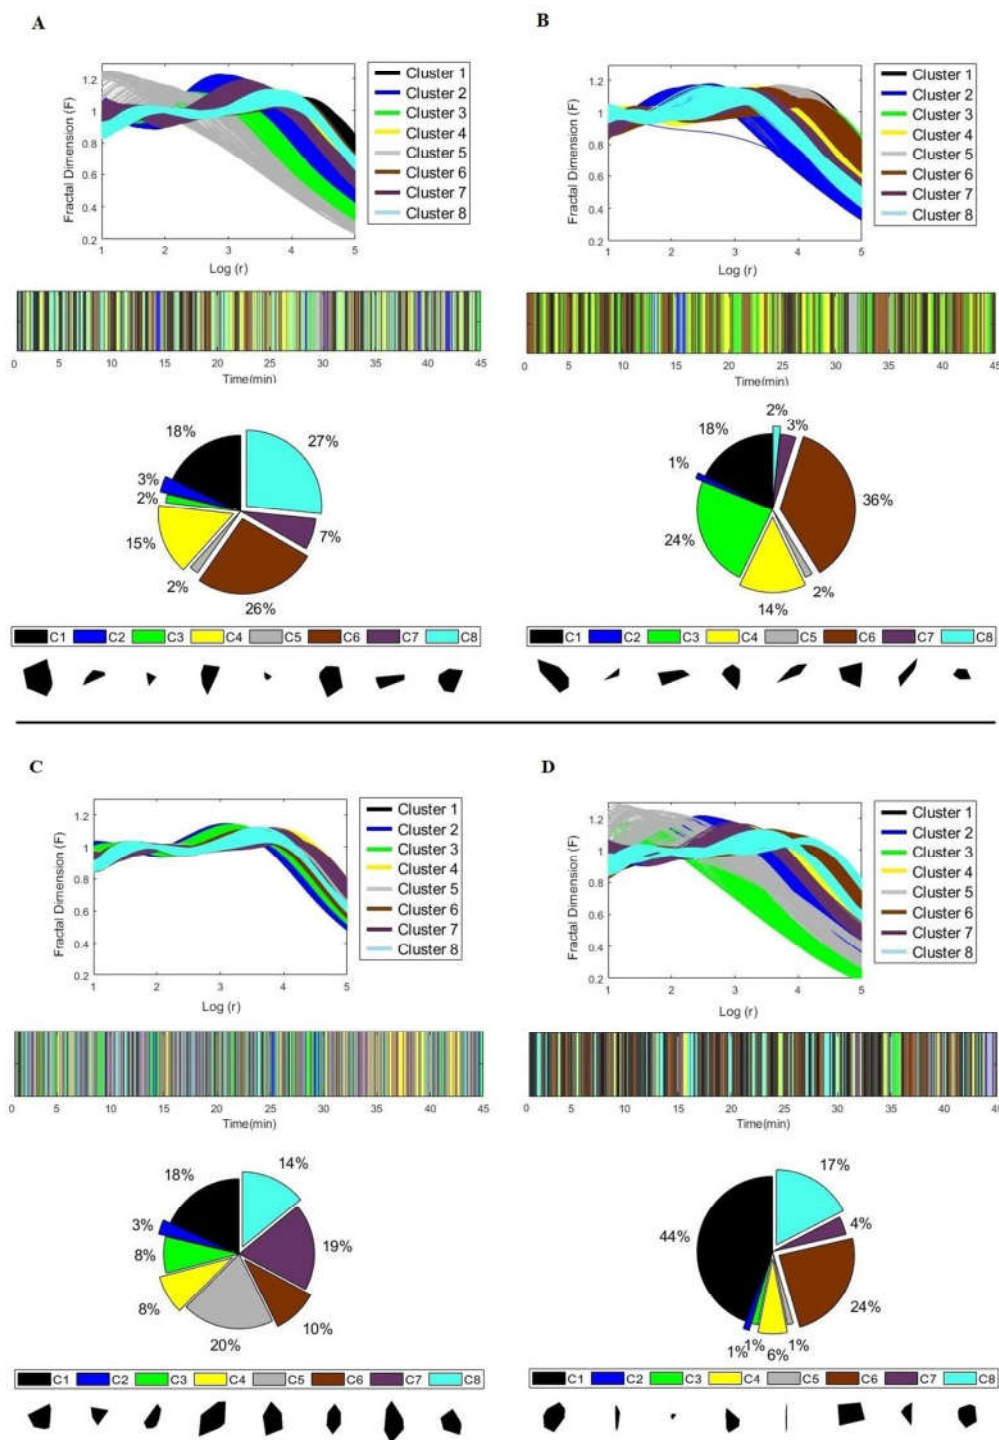 A
Fractal Dimension (F)
1.2
1
0.8
0.6
0.4
0.2
1 2 3 4 5
Log (r)
Cluster 1
Cluster 2
Cluster 3
Cluster 4
Cluster 5
Cluster 6
Cluster 7
Cluster 8
0 5 10 15 20 25 30 35 40 45
Time(min)
18%
27%
3%
2%
7%
15%
2%
26%
C1 C2 C3 C4 C5 C6 C7 C8
B
Fractal Dimension (F)
1.2
1
0.8
0.6
0.4
0.2
1 2 3 4 5
Log (r)
Cluster 1
Cluster 2
Cluster 3
Cluster 4
Cluster 5
Cluster 6
Cluster 7
Cluster 8
0 5 10 15 20 25 30 35 40 45
Time(min)
2%
18%
3%
1%
36%
24%
2%
14%
C1 C2 C3 C4 C5 C6 C7 C8
C
Fractal Dimension (F)
1.2
1
0.8
0.6
0.4
0.2
1 2 3 4 5
Log (r)
Cluster 1
Cluster 2
Cluster 3
Cluster 4
Cluster 5
Cluster 6
Cluster 7
Cluster 8
0 5 10 15 20 25 30 35 40 45
Time(min)
14%
18%
3%
19%
8%
8%
10%
20%
C1 C2 C3 C4 C5 C6 C7 C8
D
Fractal Dimension (F)
1.2
1
0.8
0.6
0.4
0.2
1 2 3 4 5
Log (r)
Cluster 1
Cluster 2
Cluster 3
Cluster 4
Cluster 5
Cluster 6
Cluster 7
Cluster 8
0 5 10 15 20 25 30 35 40 45
Time(min)
17%
44%
4%
24%
1% 1% 6% 1%
C1 C2 C3 C4 C5 C6 C7 C8